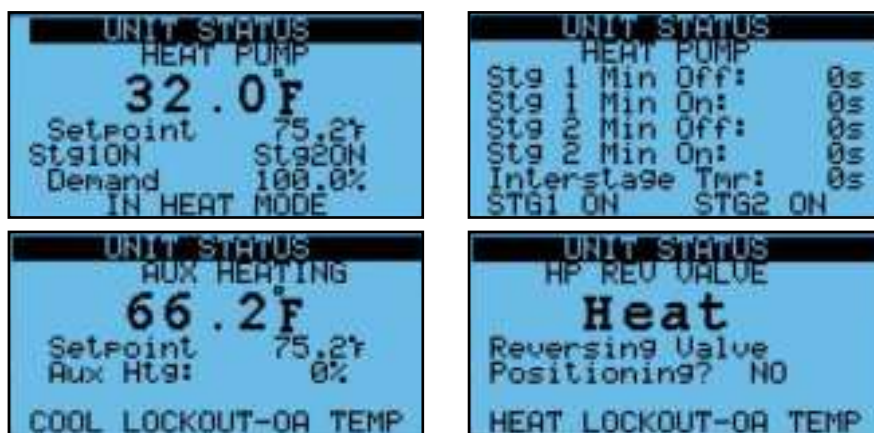 UNIT STATUS
HEAT PUMP
32.0°F
Setpoint 75.2°F
Stg1ON Stg2ON
Demand 100.0%
IN HEAT MODE
UNIT STATUS
HEAT PUMP
Stg 1 Min Off: 0s
Stg 1 Min On: 0s
Stg 2 Min Off: 0s
Stg 2 Min On: 0s
Interstage Tmr: 0s
STG1 ON STG2 ON
UNIT STATUS
AUX HEATING
66.2°F
Setpoint 75.2°F
Aux Htg: 0%
COOL LOCKOUT-OA TEMP
UNIT STATUS
HP REV VALVE
Heat
Reversing Valve
Positioning? NO
HEAT LOCKOUT-OA TEMP